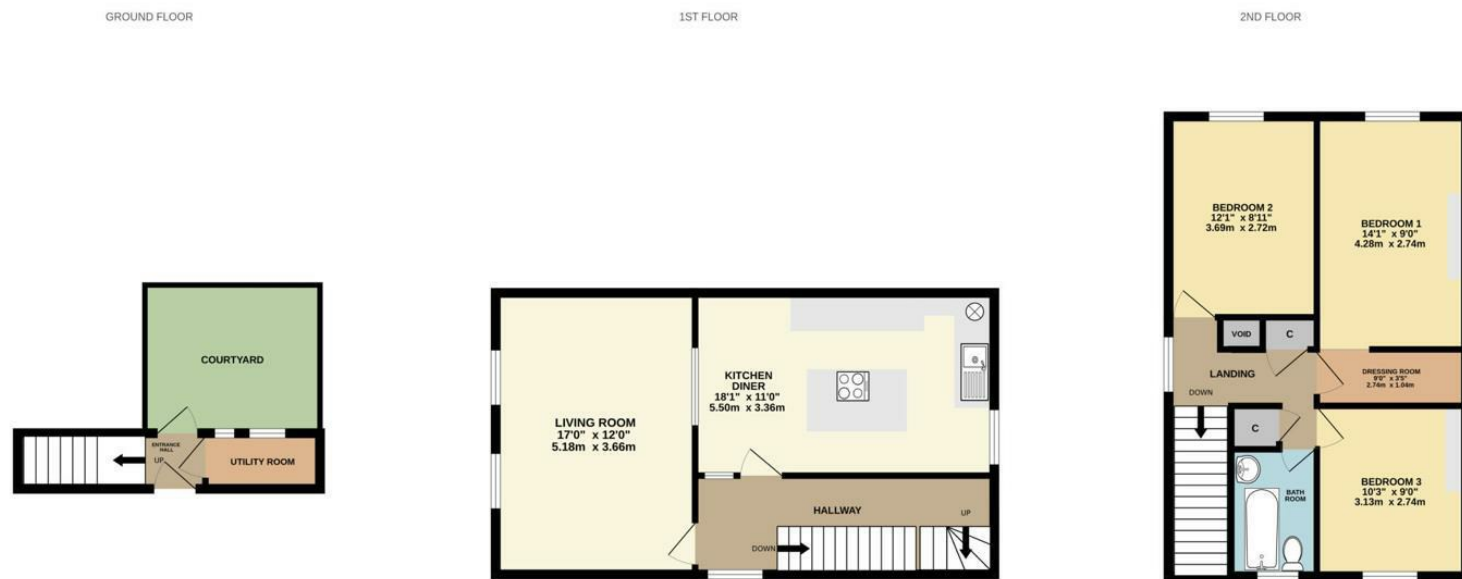 GROUND FLOOR
COURTYARD
ENTRANCE
HALL
UP
UTILITY ROOM
1ST FLOOR
LIVING ROOM
17'0" x 12'0"
5.18m x 3.66m
KITCHEN
DINER
18'1" x 11'0"
5.50m x 3.36m
HALLWAY
UP
DOWN
2ND FLOOR
BEDROOM 2
12'1" x 8'11"
3.69m x 2.72m
BEDROOM 1
14'1" x 9'0"
4.28m x 2.74m
VOID
C
LANDING
DOWN
DRESSING ROOM
9'0" x 3'5"
2.74m x 1.04m
C
BATH
ROOM
BEDROOM 3
10'3" x 9'0"
3.13m x 2.74m